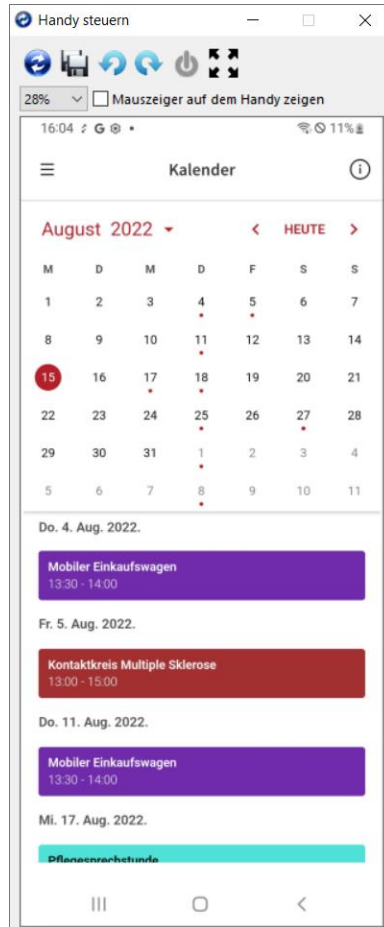 Handy steuern
28% Mauszeiger auf dem Handy zeigen
16:04 G 11%
Kalender
August 2022 HEUTE
M D M D F S S
1 2 3 4 5 6 7
8 9 10 11 12 13 14
15 16 17 18 19 20 21
22 23 24 25 26 27 28
29 30 31 1 2 3 4
5 6 7 8 9 10 11
Do. 4. Aug. 2022.
Mobiler Einkaufswagen
13:30 - 14:00
Fr. 5. Aug. 2022.
Kontaktkreis Multiple Sklerose
13:00 - 15:00
Do. 11. Aug. 2022.
Mobiler Einkaufswagen
13:30 - 14:00
Mi. 17. Aug. 2022.
Pflegesprechstunde